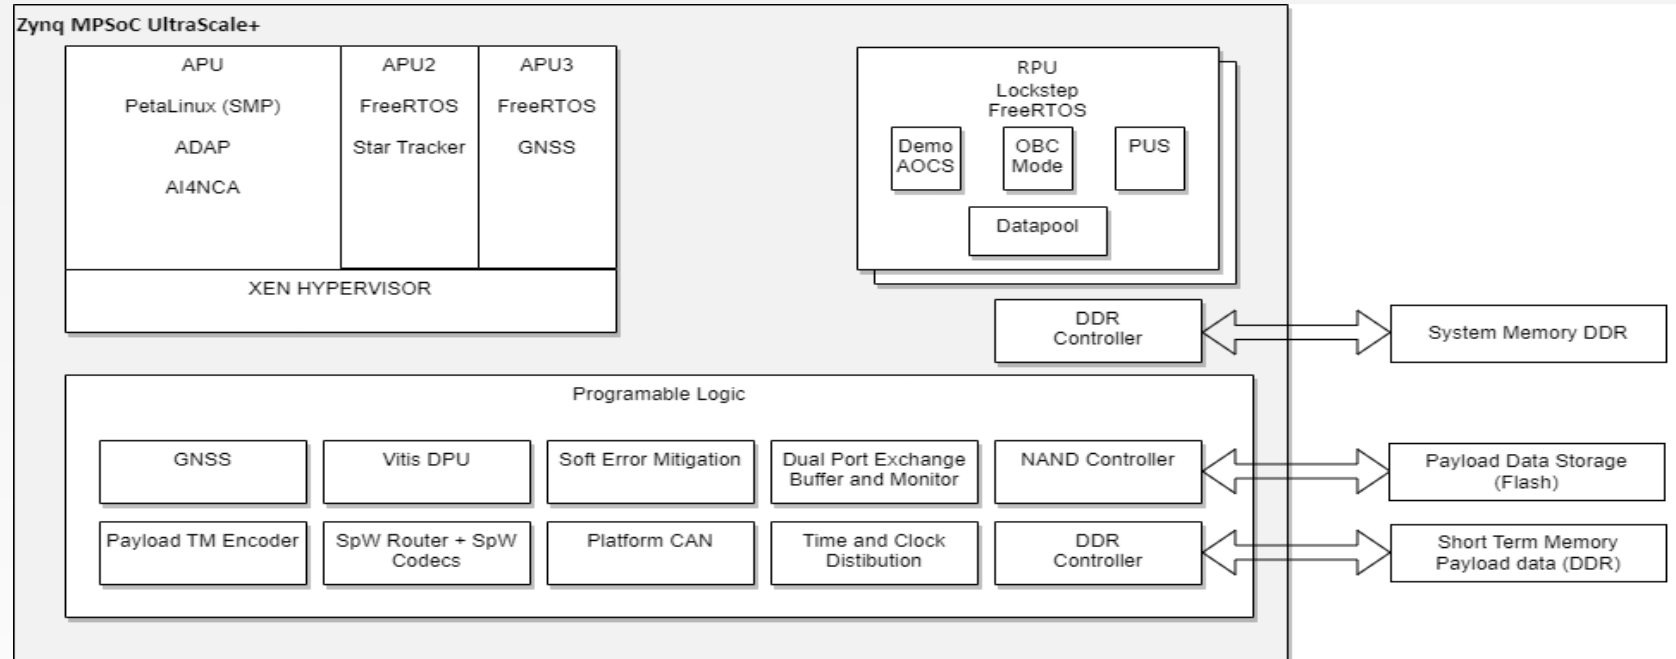 Zynq MPSoC UltraScale+
APU
PetaLinux (SMP)
ADAP
AI4NCA
APU2
FreeRTOS
Star Tracker
APU3
FreeRTOS
GNSS
XEN HYPERVISOR
RPU
Lockstep
FreeRTOS
Demo
AOCS
OBC
Mode
PUS
Datapool
DDR
Controller
System Memory DDR
Programable Logic
GNSS
Vitis DPU
Soft Error Mitigation
Dual Port Exchange
Buffer and Monitor
NAND Controller
Payload Data Storage
(Flash)
Payload TM Encoder
SpW Router + SpW
Codecs
Platform CAN
Time and Clock
Distibution
DDR
Controller
Short Term Memory
Payload data (DDR)